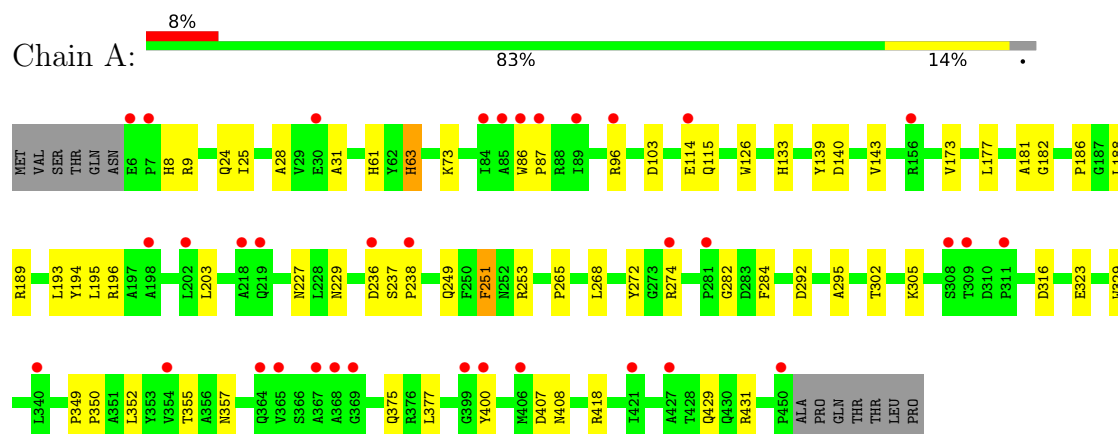 8%
Chain A:
83% 14% •
MET VAL SER THR GLN ASN E6 P7 H8 R9 Q24 I25 A28 V29 E30 A31 H61 Y62 H63 K73 I84 A85 W86 P87 R88 I89 R96 D103 E114 Q115 W126 H133 Y139 D140 V143 R156 V173 L177 A181 G182 P186 G187 L188
R189 L193 Y194 L195 R196 A197 A198 L202 L203 A218 Q219 N227 L228 N229 D236 S237 P238 Q249 F250 F251 N252 R253 P265 L268 Y272 G273 R274 P281 G282 D283 F284 D292 A295 T302 K305 S308 T309 D310 P311 D316 E323
L340 P349 P350 A351 L352 Y353 V354 T355 A356 N357 Q364 V365 S366 A367 A368 G369 Q375 R376 L377 G399 Y400 M406 D407 N408 R418 I421 A427 T428 Q429 Q430 R431 P450 ALA PRO GLN THR THR LEU PRO